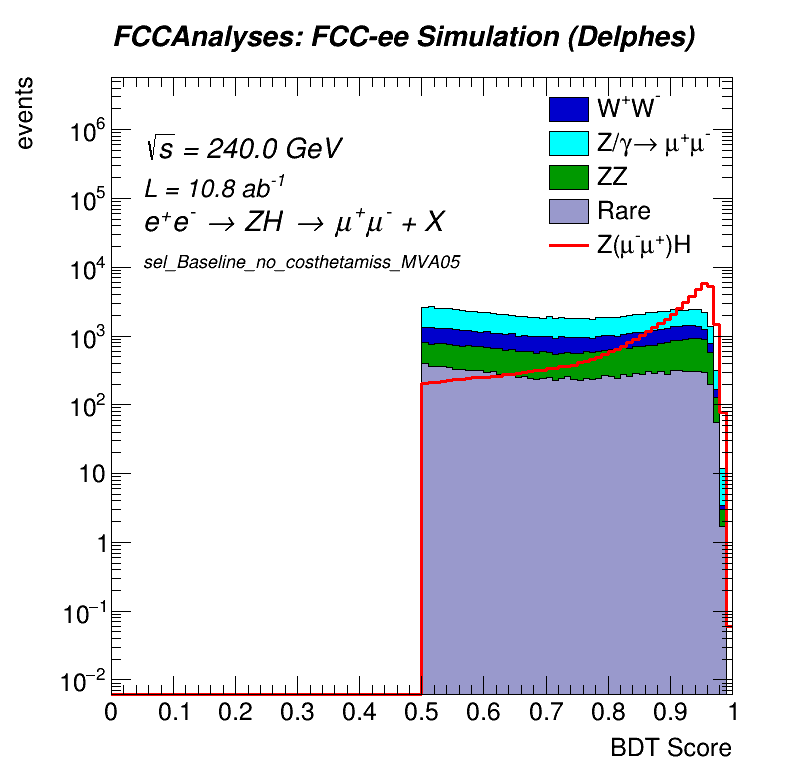 FCCAnalyses: FCC-ee Simulation (Delphes)
events
√s = 240.0 GeV
L = 10.8 ab⁻¹
e⁺e⁻ → ZH → μ⁺μ⁻ + X
sel_Baseline_no_costhetamiss_MVA05
W⁺W⁻
Z/γ→ μ⁺μ⁻
ZZ
Rare
Z(μ⁻μ⁺)H
10⁶
10⁵
10⁴
10³
10²
10
1
10⁻¹
10⁻²
0 0.1 0.2 0.3 0.4 0.5 0.6 0.7 0.8 0.9 1
BDT Score